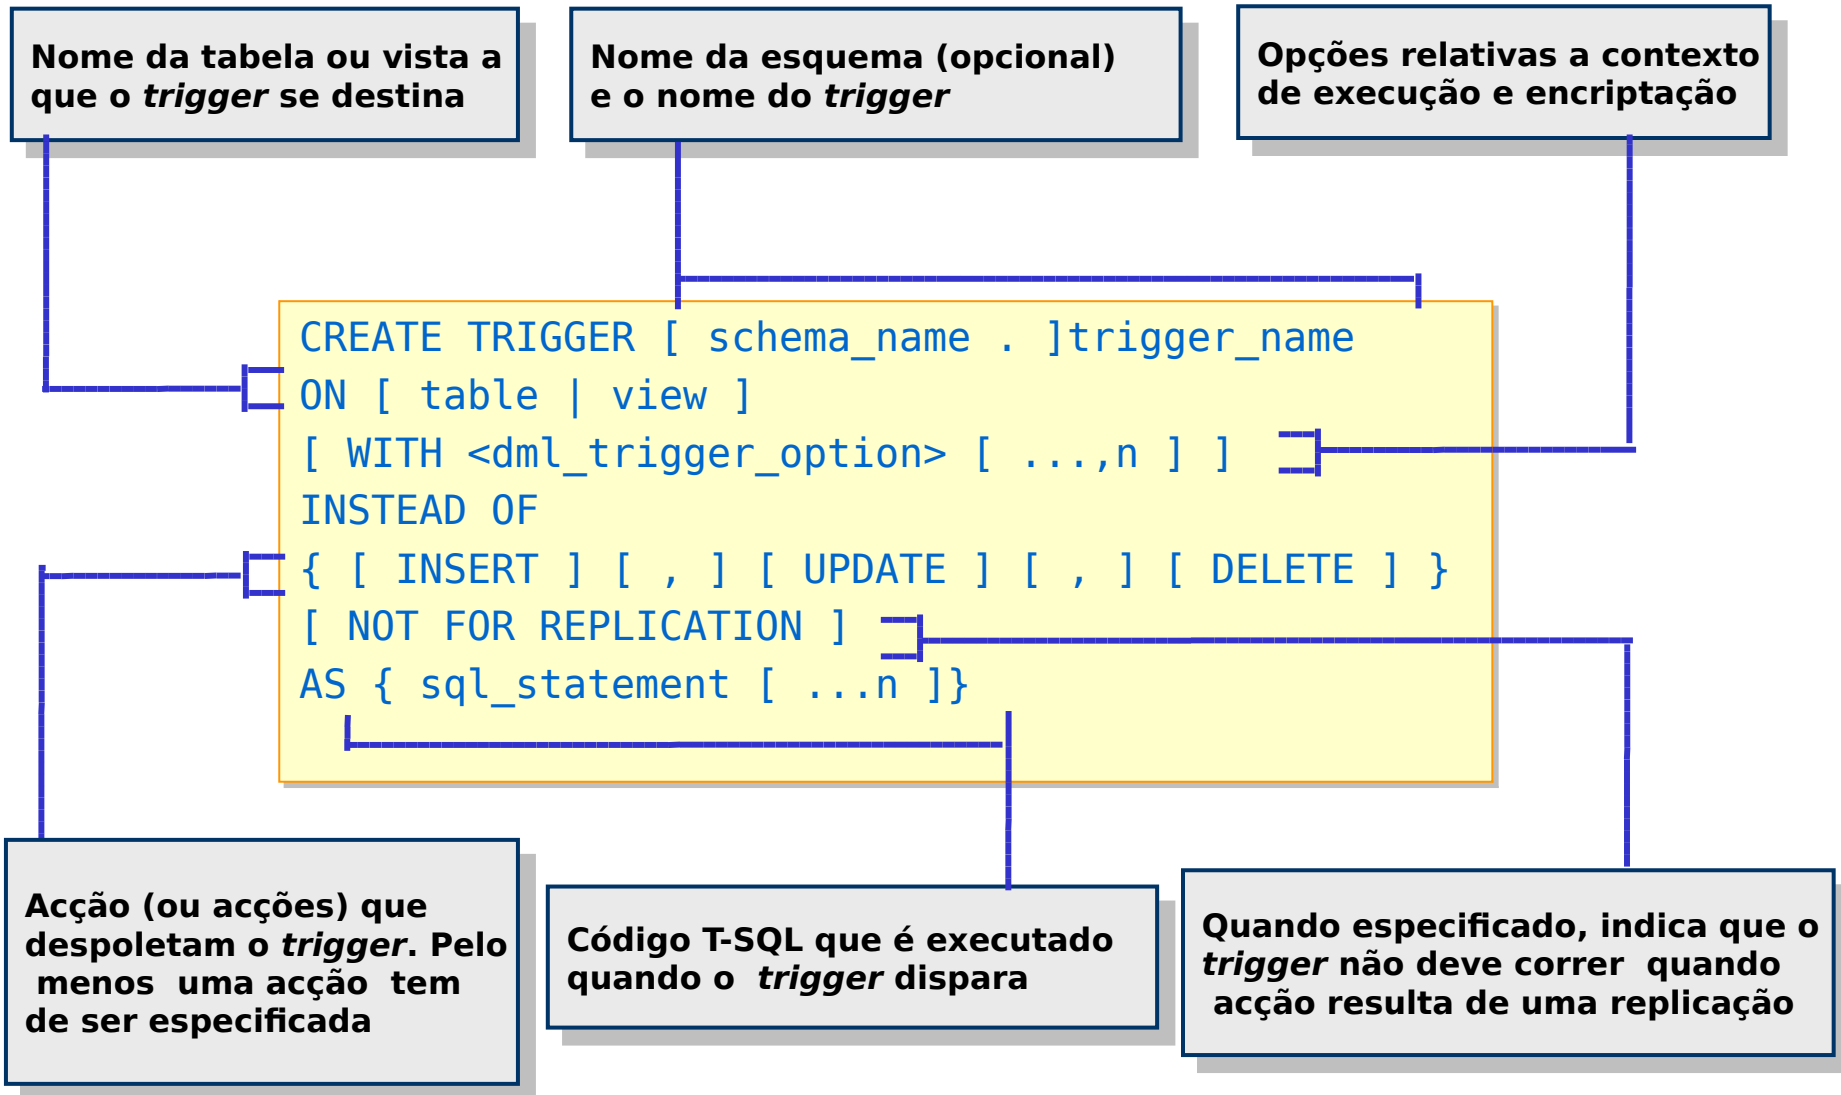 Nome da tabela ou vista a
que o trigger se destina
Nome da esquema (opcional)
e o nome do trigger
Opções relativas a contexto
de execução e encriptação
CREATE TRIGGER [ schema_name . ]trigger_name
ON [ table | view ]
[ WITH <dml_trigger_option> [ ...,n ] ]
INSTEAD OF
{ [ INSERT ] [ , ] [ UPDATE ] [ , ] [ DELETE ] }
[ NOT FOR REPLICATION ]
AS { sql_statement [ ...n ]}
Acção (ou acções) que
despoletam o trigger. Pelo
menos uma acção tem
de ser especificada
Código T-SQL que é executado
quando o trigger dispara
Quando especificado, indica que o
trigger não deve correr quando
acção resulta de uma replicação